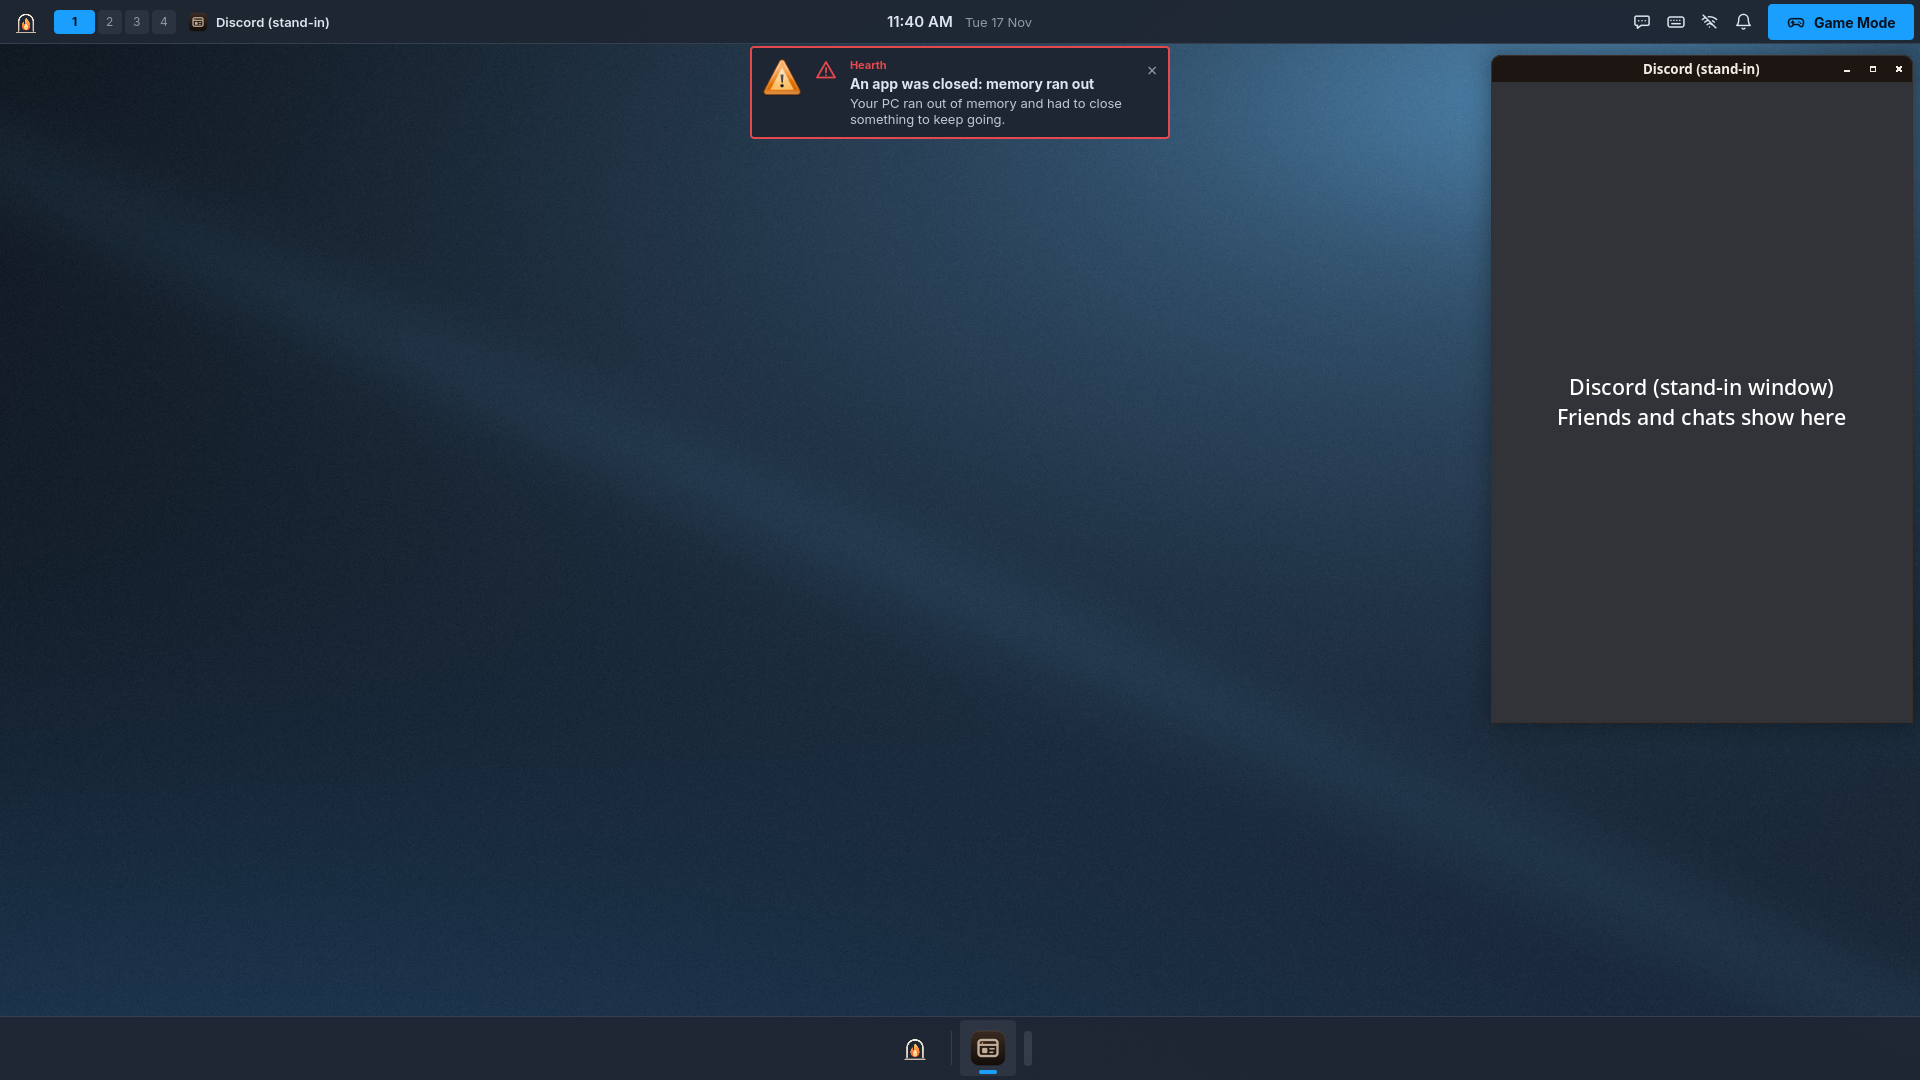 1 2 3 4 Discord (stand-in) 11:40 AM Tue 17 Nov Game Mode
Hearth
An app was closed: memory ran out
Your PC ran out of memory and had to close
something to keep going.
Discord (stand-in)
Discord (stand-in window)
Friends and chats show here